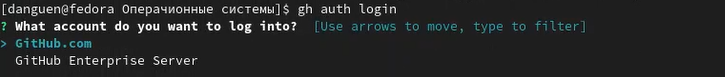 [danguen@fedora Операчионные системы]$ gh auth login
? What account do you want to log into?  [Use arrows to move, type to filter]
> GitHub.com
  GitHub Enterprise Server